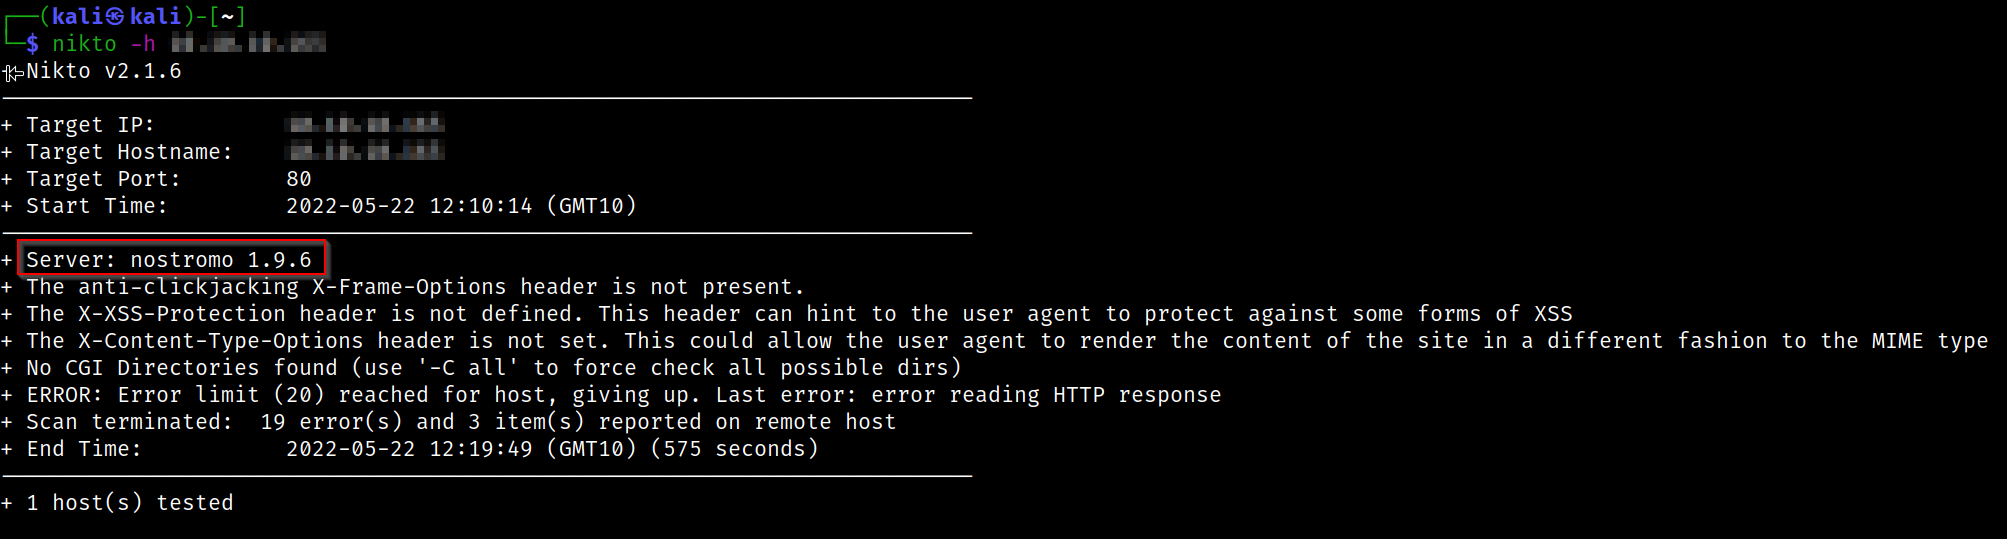 (kali㉿kali)-[~]
$ nikto -h
Nikto v2.1.6
+ Target IP:
+ Target Hostname:
+ Target Port: 80
+ Start Time: 2022-05-22 12:10:14 (GMT10)
+ Server: nostromo 1.9.6
+ The anti-clickjacking X-Frame-Options header is not present.
+ The X-XSS-Protection header is not defined. This header can hint to the user agent to protect against some forms of XSS
+ The X-Content-Type-Options header is not set. This could allow the user agent to render the content of the site in a different fashion to the MIME type
+ No CGI Directories found (use '-C all' to force check all possible dirs)
+ ERROR: Error limit (20) reached for host, giving up. Last error: error reading HTTP response
+ Scan terminated: 19 error(s) and 3 item(s) reported on remote host
+ End Time: 2022-05-22 12:19:49 (GMT10) (575 seconds)
+ 1 host(s) tested